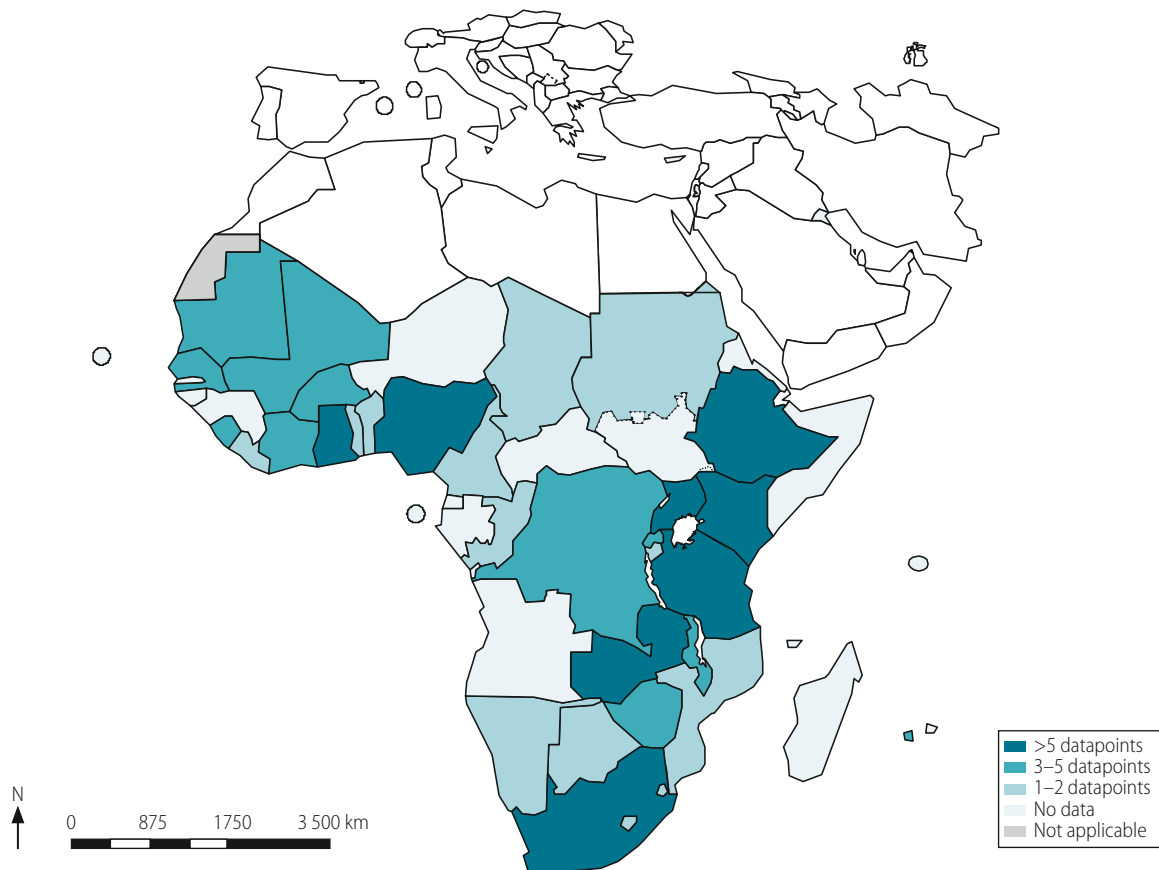 >5 datapoints
3–5 datapoints
1–2 datapoints
No data
Not applicable
N
0 875 1750 3 500 km